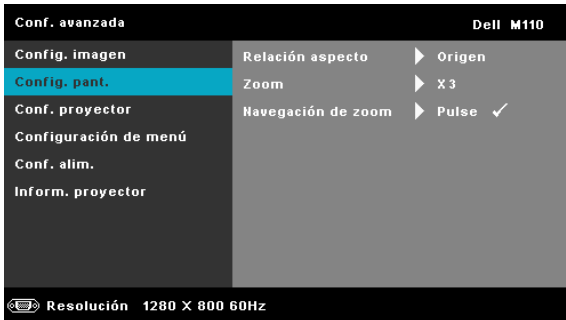 Conf. avanzada Dell M110
Config. imagen
Config. pant.
Conf. proyector
Configuración de menú
Conf. alim.
Inform. proyector
Relación aspecto Origen
Zoom X 3
Navegación de zoom Pulse ✓
Resolución 1280 X 800 60Hz